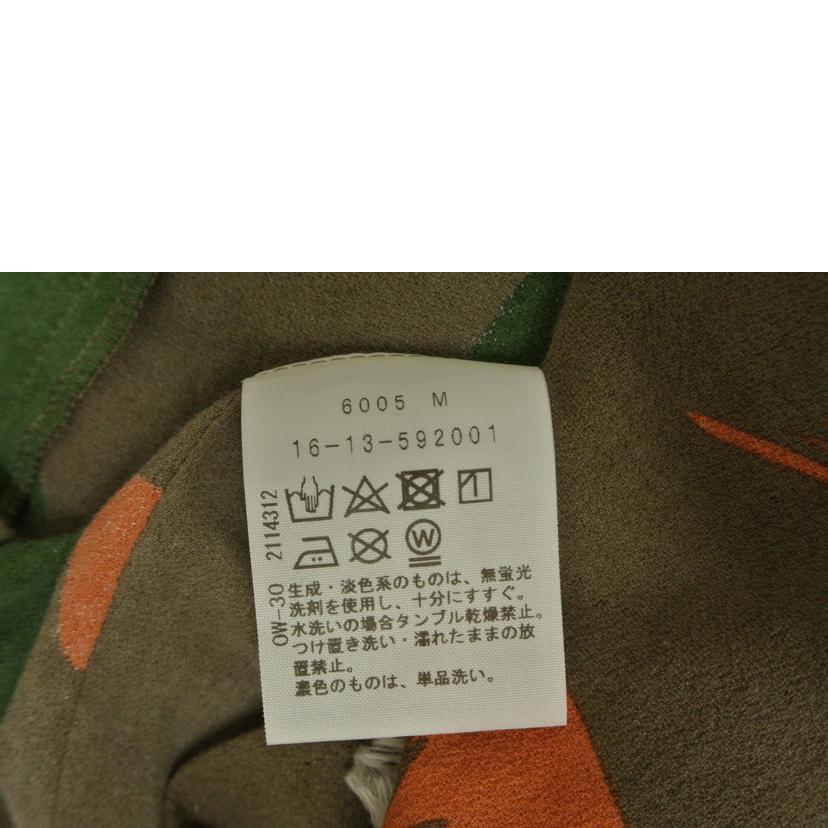 6005 M
16-13-592001
W
生成・淡色系のものは、無蛍光
洗剤を使用し、十分にすすぐ。
水洗いの場合タンブル乾燥禁止。
つけ置き洗い・濡れたままの放
置禁止。
濃色のものは、単品洗い。
OW-30 2114312